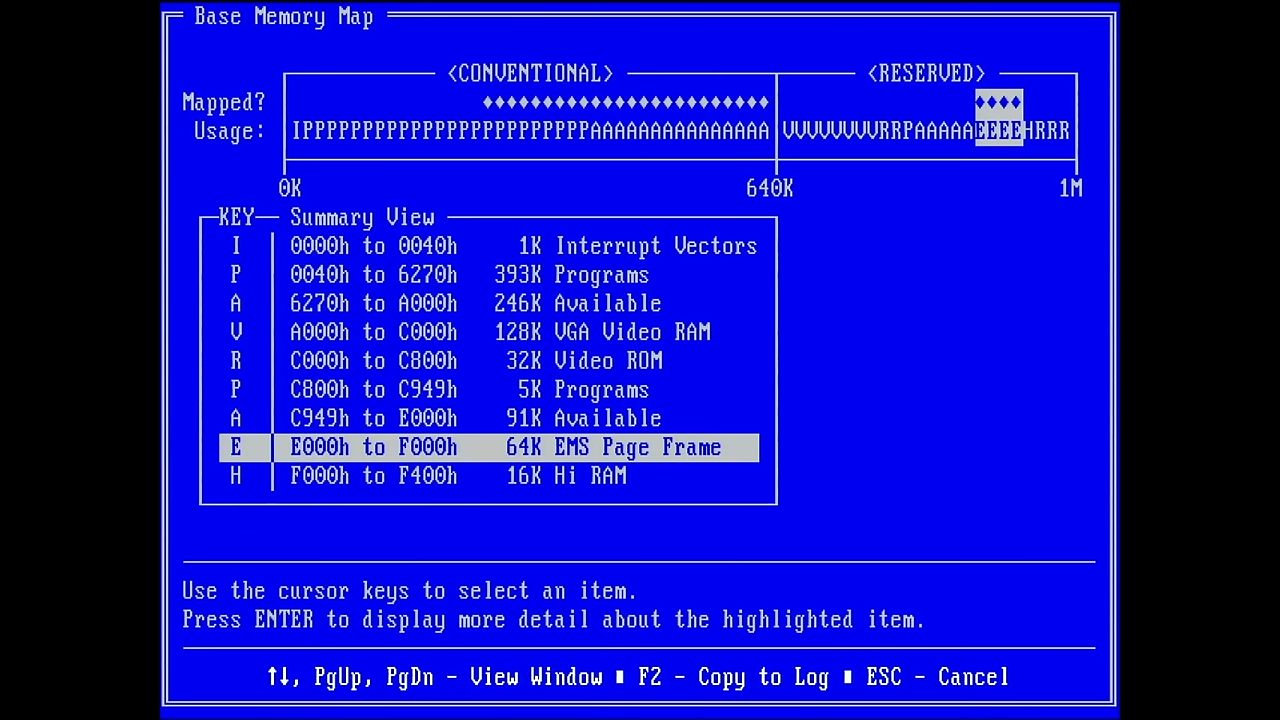 Base Memory Map
<CONVENTIONAL> <RESERVED>
Mapped? ♦♦♦♦♦♦♦♦♦♦♦♦♦♦♦♦♦♦♦♦♦♦♦♦ ♦♦♦♦
Usage: IPPPPPPPPPPPPPPPPPPPPPPPPAAAAAAAAAAAAAAA VVVVVVVVRRPAAAAAEEEEHRRR
0K 640K 1M
KEY Summary View
I 0000h to 0040h 1K Interrupt Vectors
P 0040h to 6270h 393K Programs
A 6270h to A000h 246K Available
V A000h to C000h 128K VGA Video RAM
R C000h to C800h 32K Video ROM
P C800h to C949h 5K Programs
A C949h to E000h 91K Available
E E000h to F000h 64K EMS Page Frame
H F000h to F400h 16K Hi RAM
Use the cursor keys to select an item.
Press ENTER to display more detail about the highlighted item.
↑↓, PgUp, PgDn - View Window ■ F2 - Copy to Log ■ ESC - Cancel